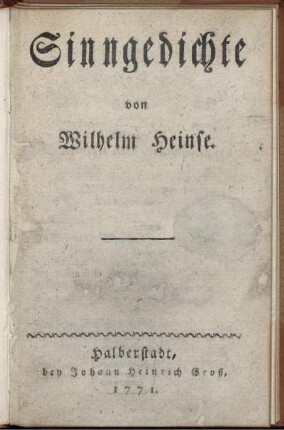 Sinngedichte
von
Wilhelm Heinse.
Halberstadt,
bey Johann Heinrich Groß,
1771.